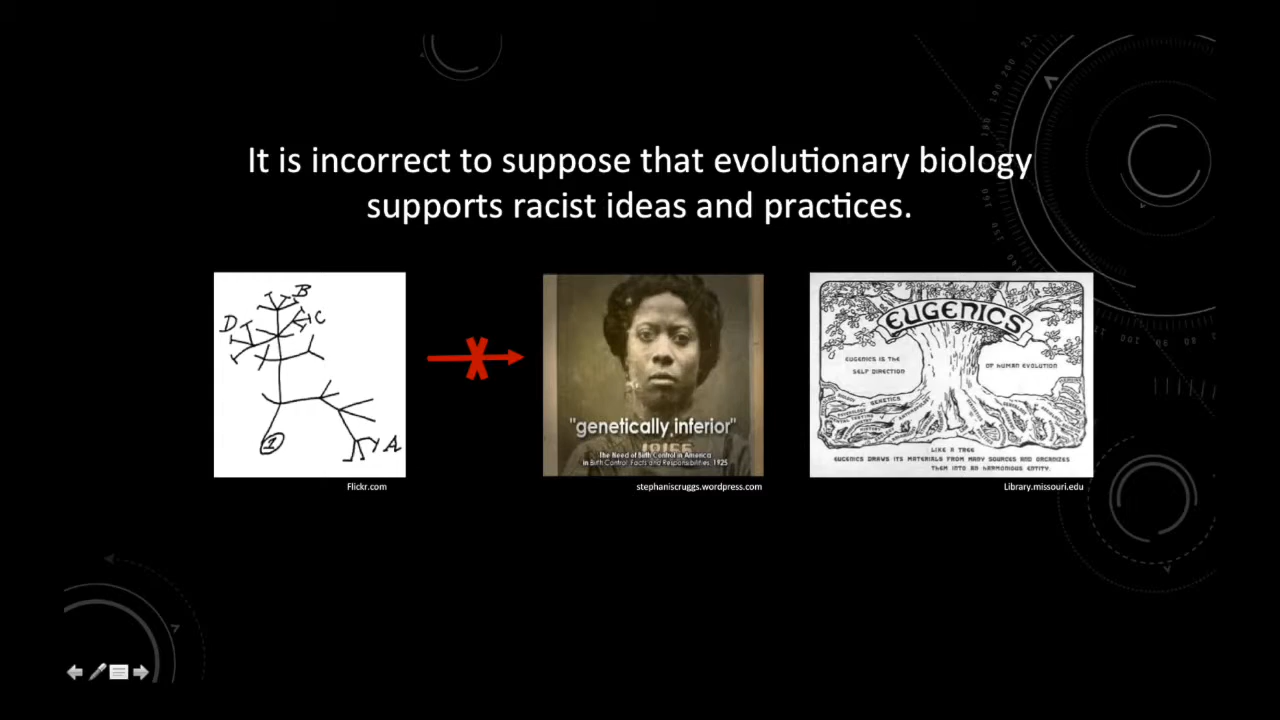 It is incorrect to suppose that evolutionary biology
supports racist ideas and practices.
B
D
C
1
A
"genetically inferior"
The Need of Birth Control in America
in Birth Control: Facts and Responsibilities, 1925
EUGENICS
EUGENICS IS THE
SELF DIRECTION
OF HUMAN EVOLUTION
GENETICS
LIKE A TREE
EUGENICS DRAWS ITS MATERIALS FROM MANY SOURCES AND ORGANIZES
THEM INTO AN HARMONIOUS ENTITY.
Flickr.com
stephaniscruggs.wordpress.com
Library.missouri.edu